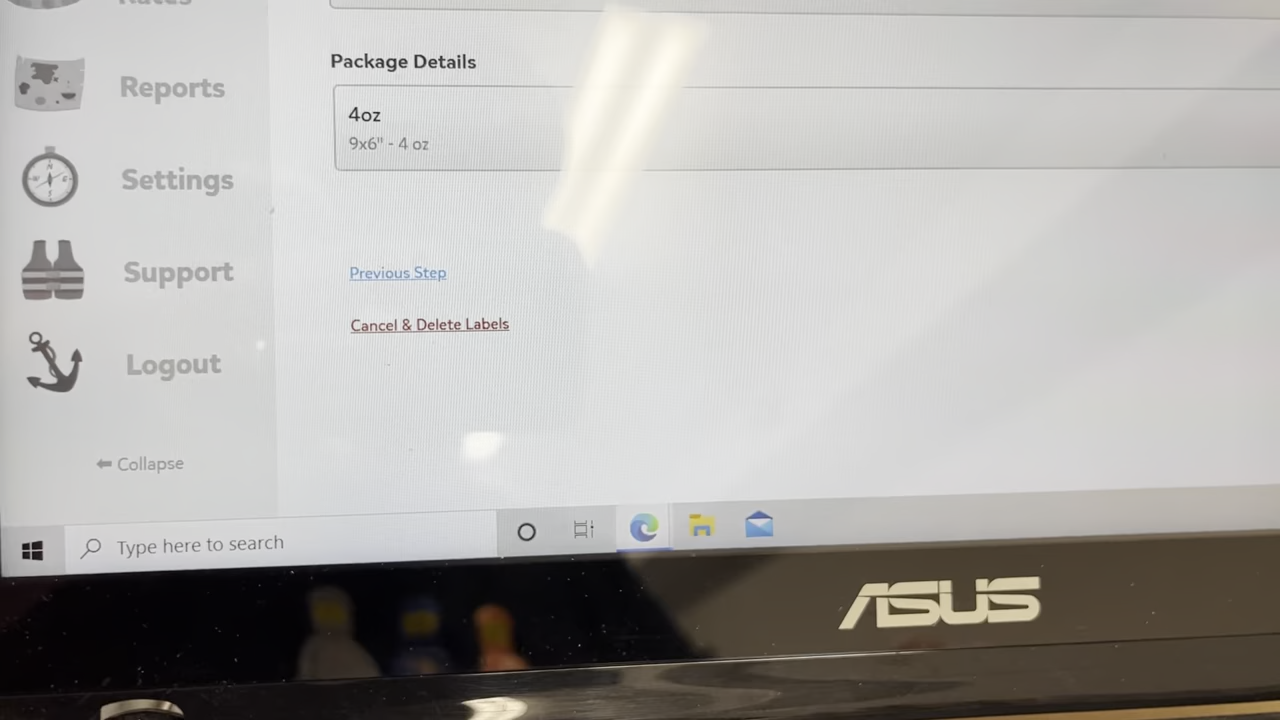 Rates
Package Details
Reports
4oz
9x6" - 4 oz
Settings
Previous Step
Support
Cancel & Delete Labels
Logout
Collapse
Type here to search
ASUS